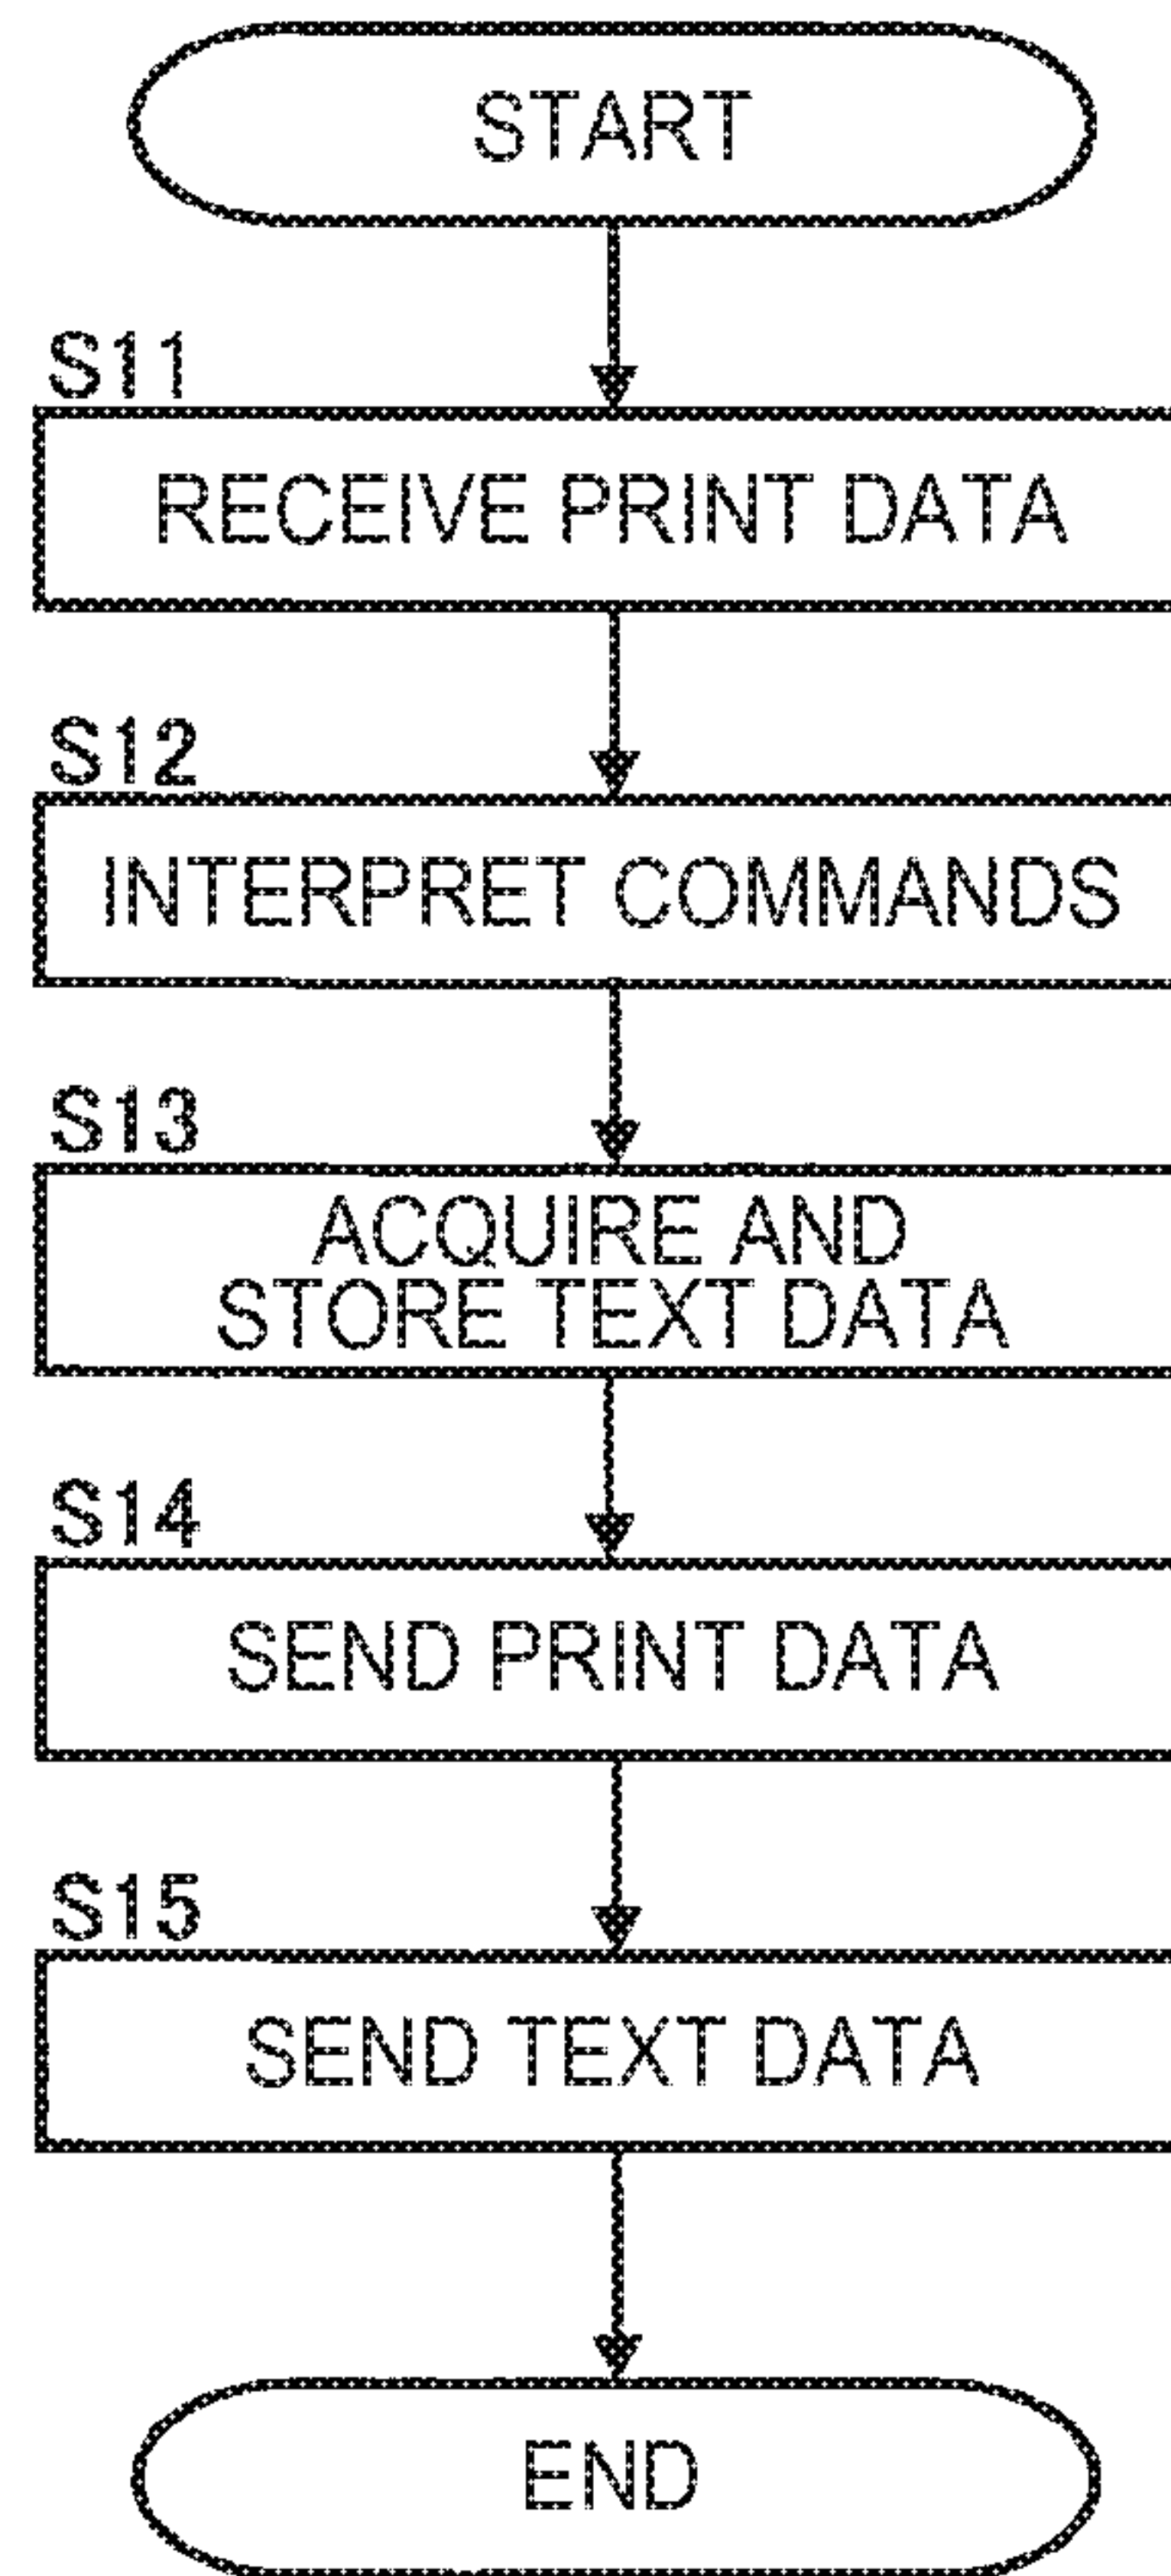 START
S11
RECEIVE PRINT DATA
S12
INTERPRET COMMANDS
S13
ACQUIRE AND
STORE TEXT DATA
S14
SEND PRINT DATA
S15
SEND TEXT DATA
END